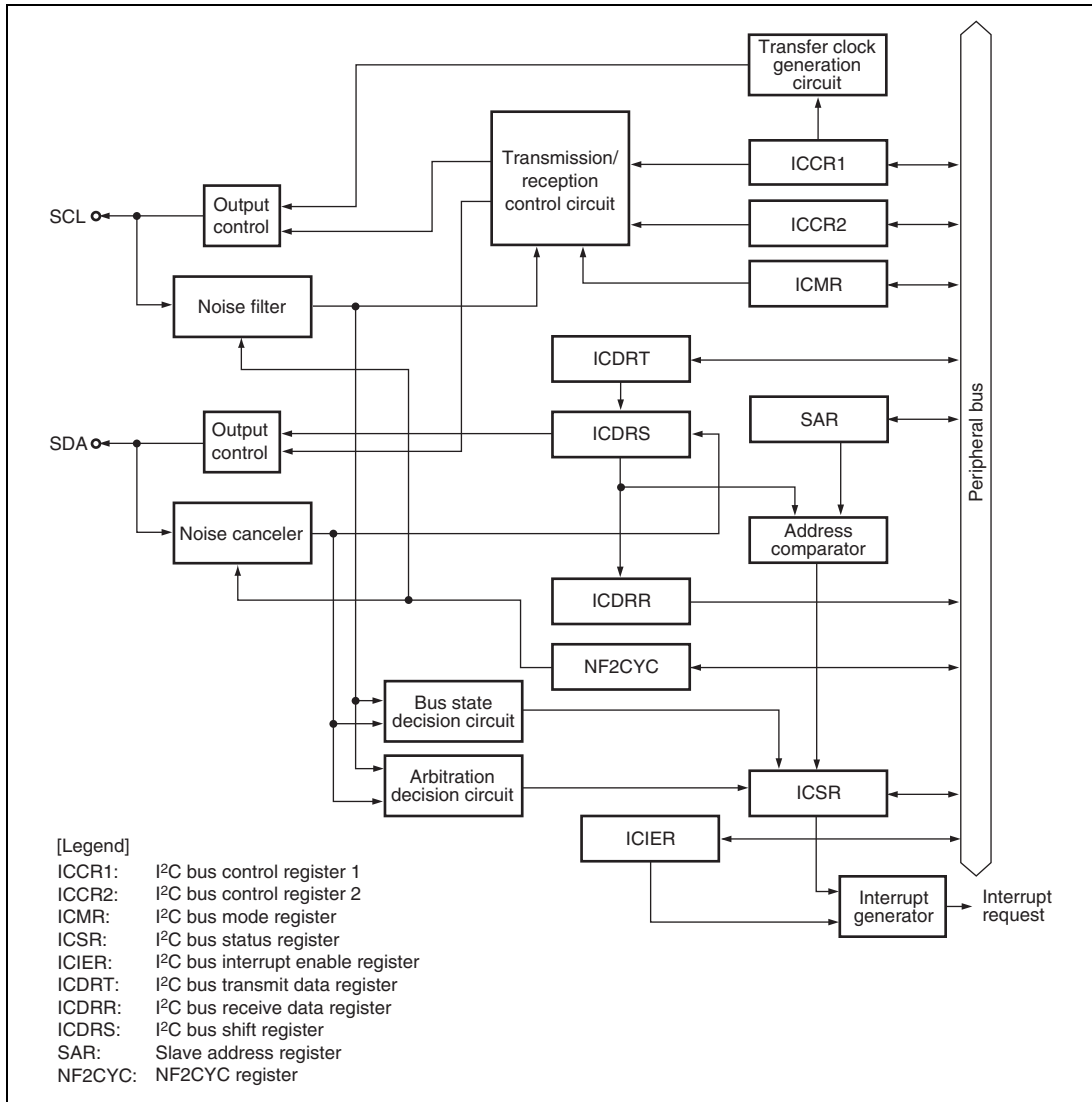 Transfer clock
generation
circuit
Transmission/
reception
control circuit
ICCR1
SCL
Output
control
ICCR2
ICMR
Noise filter
ICDRT
Peripheral bus
SDA
Output
control
ICDRS
SAR
Noise canceler
Address
comparator
ICDRR
NF2CYC
Bus state
decision circuit
Arbitration
decision circuit
ICSR
ICIER
Interrupt
generator
Interrupt
request
[Legend]
ICCR1: I²C bus control register 1
ICCR2: I²C bus control register 2
ICMR: I²C bus mode register
ICSR: I²C bus status register
ICIER: I²C bus interrupt enable register
ICDRT: I²C bus transmit data register
ICDRR: I²C bus receive data register
ICDRS: I²C bus shift register
SAR: Slave address register
NF2CYC: NF2CYC register